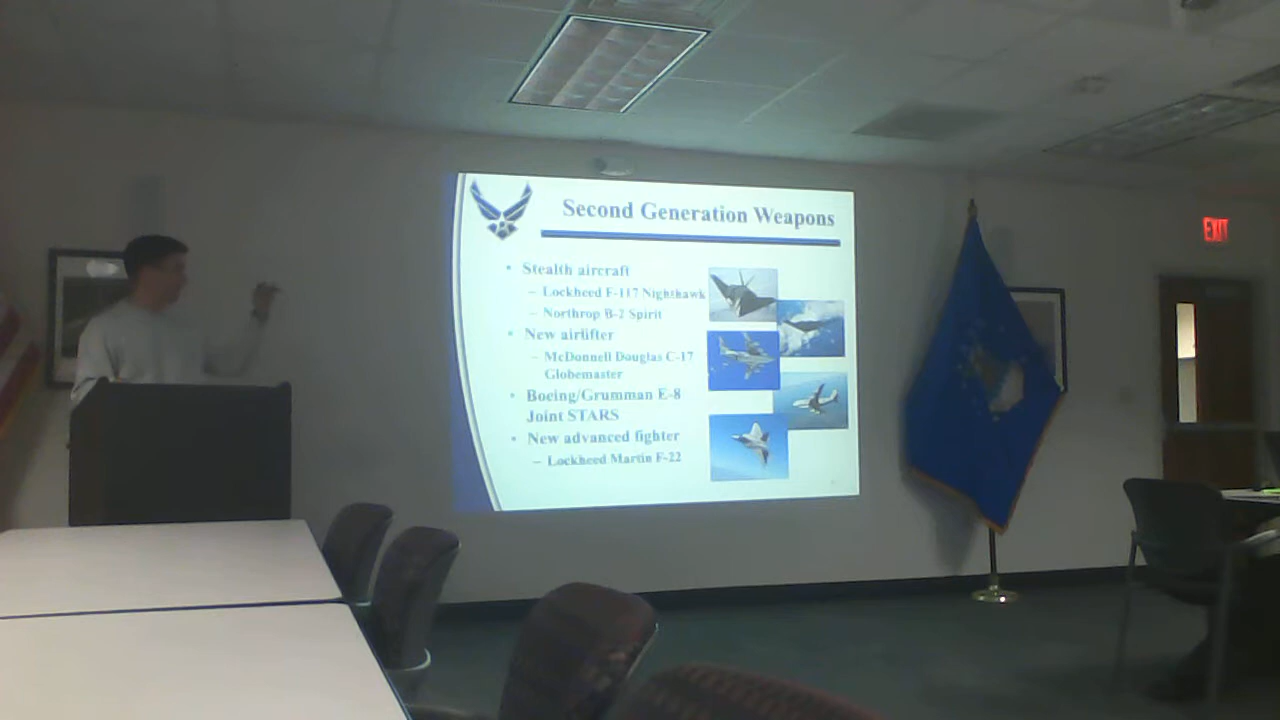 Second Generation Weapons
• Stealth aircraft
– Lockheed F-117 Nighthawk
– Northrop B-2 Spirit
• New airlifter
– McDonnell Douglas C-17
Globemaster
• Boeing/Grumman E-8
Joint STARS
• New advanced fighter
– Lockheed Martin F-22
EXIT